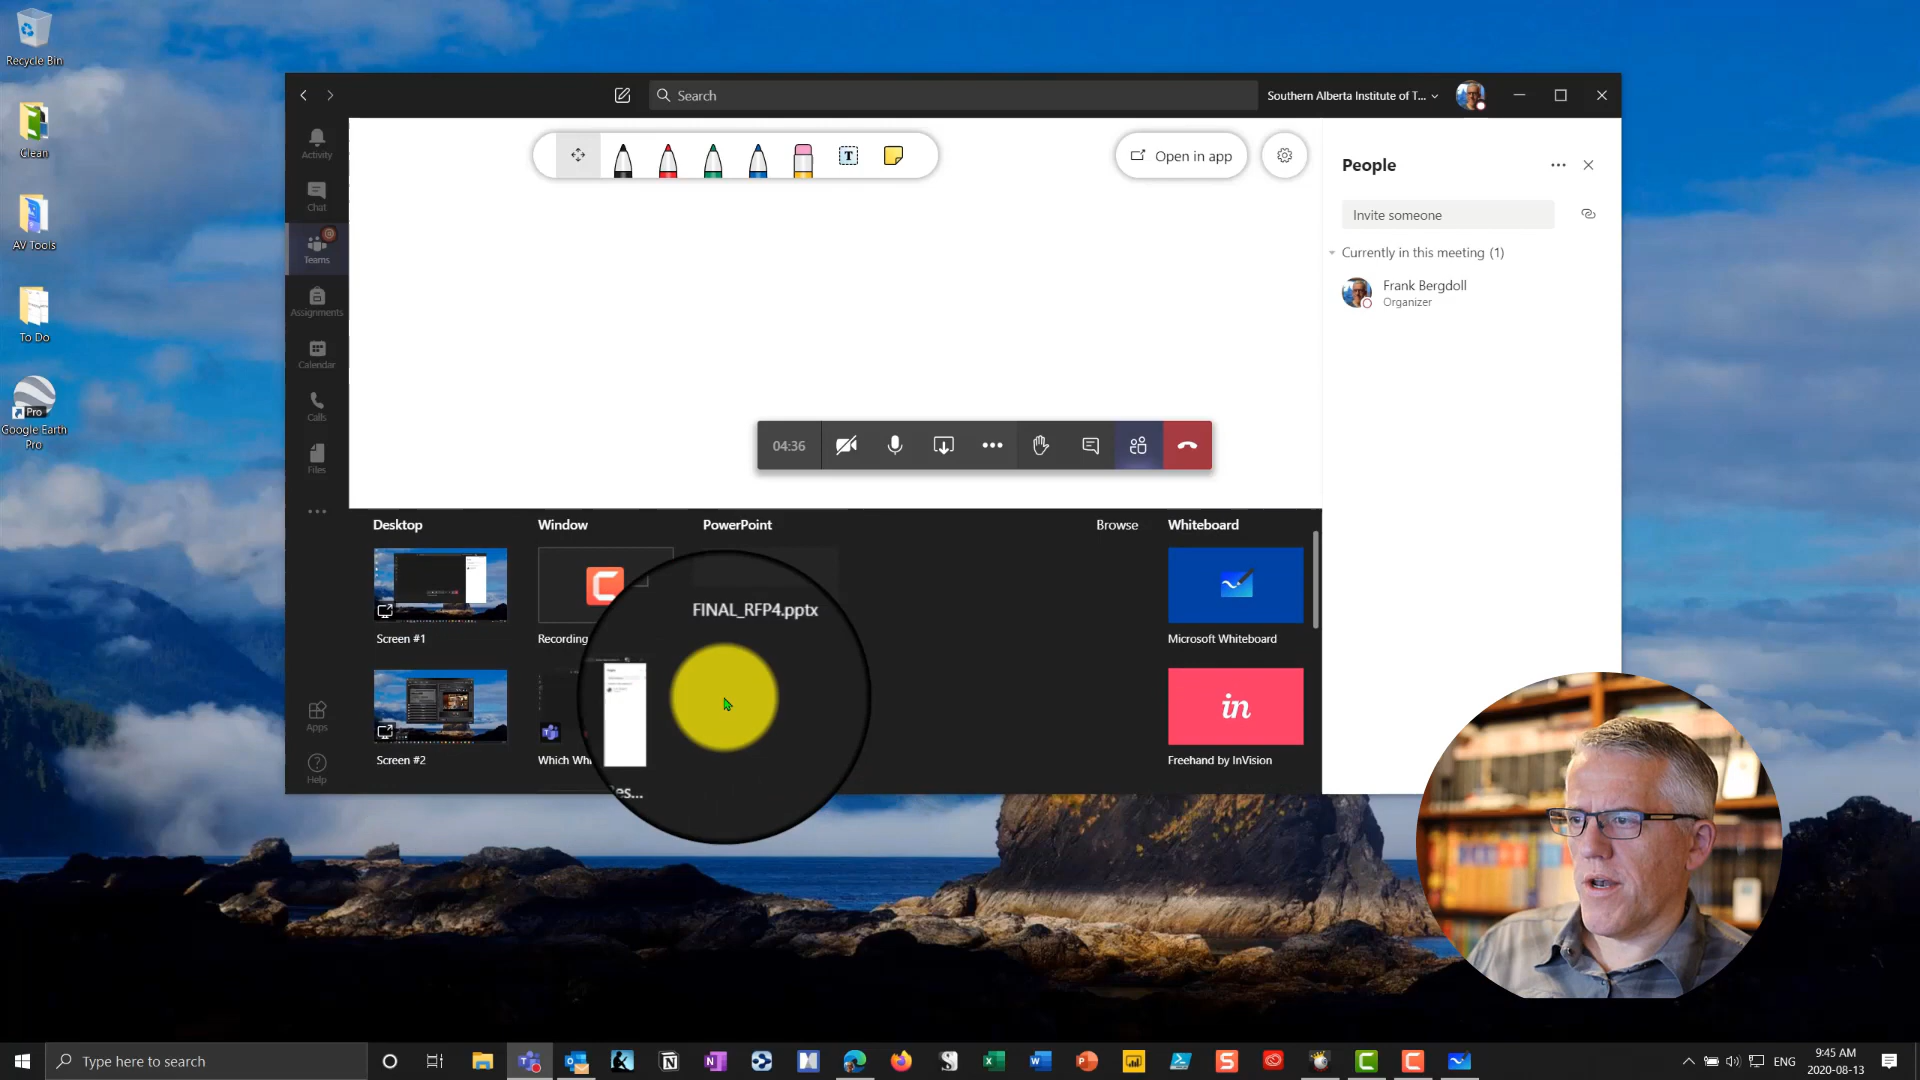 Recycle Bin
Clean
AV Tools
To Do
Pro
Google Earth
Pro
Search
Southern Alberta Institute of T...
Activity
Chat
Teams
Assignments
Calendar
Calls
Files
Apps
Help
T
Open in app
People
Invite someone
Currently in this meeting (1)
Frank Bergdoll
Organizer
04:36
Desktop
Window
PowerPoint
Browse
Whiteboard
Screen #1
Recording
FINAL_RFP4.pptx
Microsoft Whiteboard
in
Screen #2
Which Wh
es...
Freehand by InVision
Type here to search
ENG
9:45 AM
2020-08-13